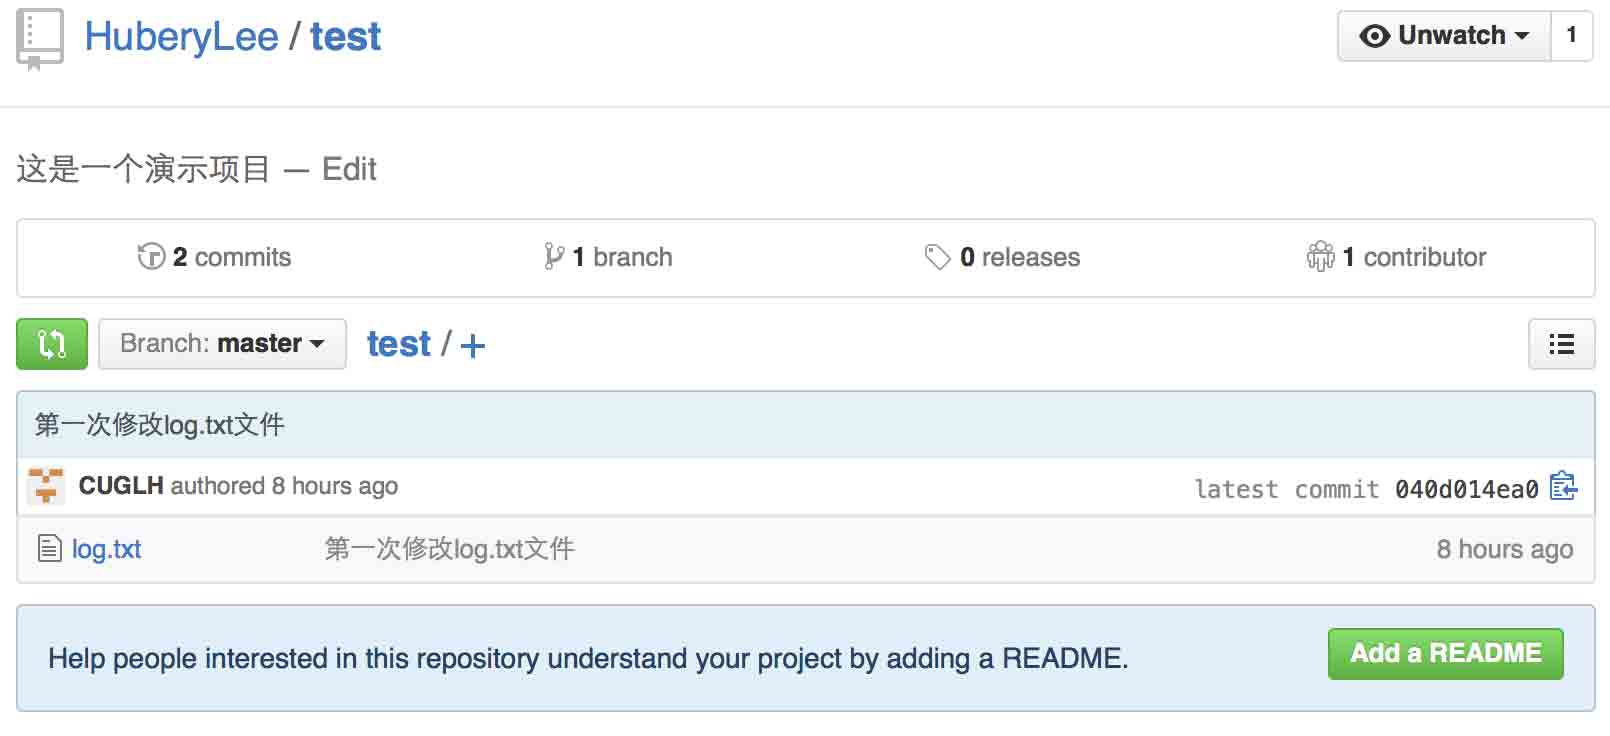 HuberyLee / test
Unwatch 1
这是一个演示项目 — Edit
2 commits 1 branch 0 releases 1 contributor
Branch: master test / +
第一次修改log.txt文件
CUGLH authored 8 hours ago latest commit 040d014ea0
log.txt 第一次修改log.txt文件 8 hours ago
Help people interested in this repository understand your project by adding a README. Add a README